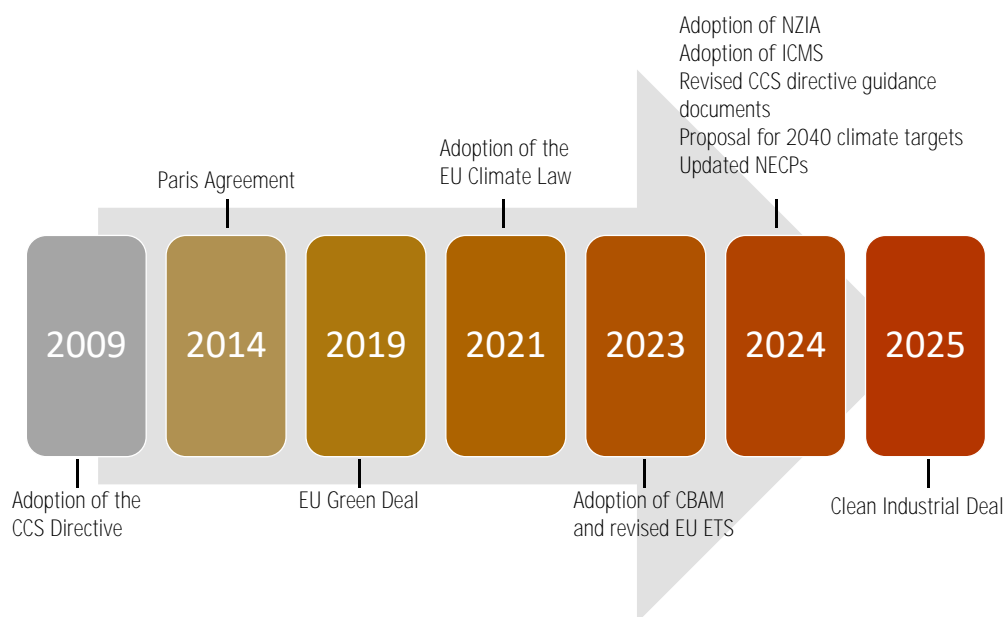 Adoption of NZIA
Adoption of ICMS
Revised CCS directive guidance
documents
Proposal for 2040 climate targets
Updated NECPs
Adoption of the
EU Climate Law
Paris Agreement
2009
2014
2019
2021
2023
2024
2025
Adoption of the
CCS Directive
EU Green Deal
Adoption of CBAM
and revised EU ETS
Clean Industrial Deal